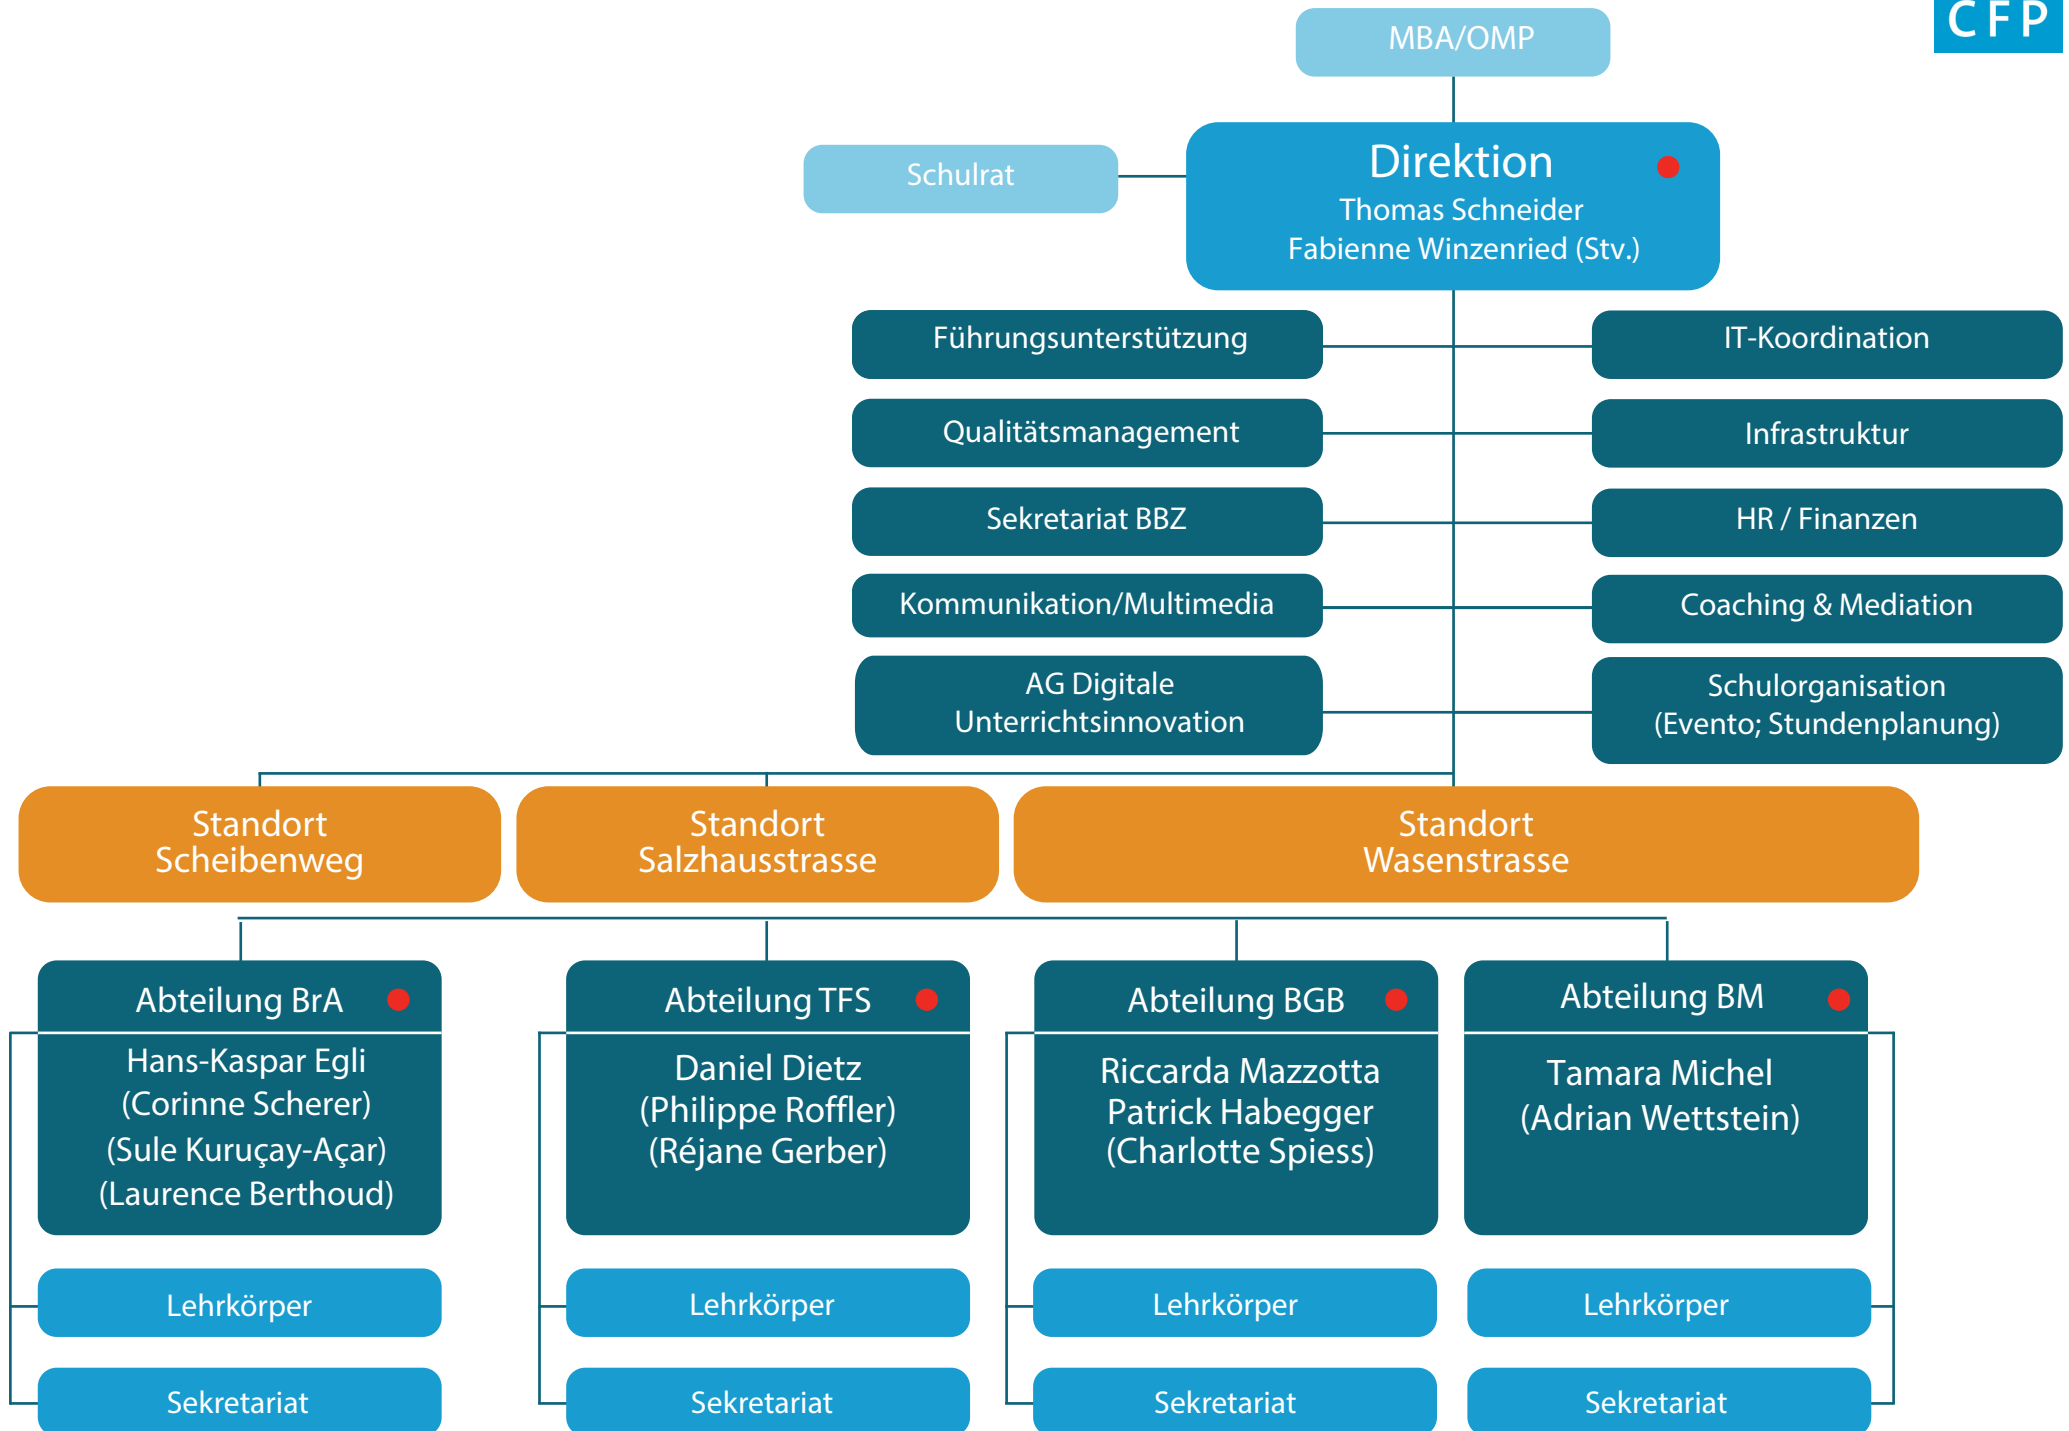 CFP
MBA/OMP
Schulrat
Direktion
Thomas Schneider
Fabienne Winzenried (Stv.)
Führungsunterstützung
IT-Koordination
Qualitätsmanagement
Infrastruktur
Sekretariat BBZ
HR / Finanzen
Kommunikation/Multimedia
Coaching & Mediation
AG Digitale
Unterrichtsinnovation
Schulorganisation
(Evento; Stundenplanung)
Standort
Scheibenweg
Standort
Salzhausstrasse
Standort
Wasenstrasse
Abteilung BrA
Hans-Kaspar Egli
(Corinne Scherer)
(Sule Kuruçay-Açar)
(Laurence Berthoud)
Lehrkörper
Sekretariat
Abteilung TFS
Daniel Dietz
(Philippe Roffler)
(Réjane Gerber)
Lehrkörper
Sekretariat
Abteilung BGB
Riccarda Mazzotta
Patrick Habegger
(Charlotte Spiess)
Lehrkörper
Sekretariat
Abteilung BM
Tamara Michel
(Adrian Wettstein)
Lehrkörper
Sekretariat